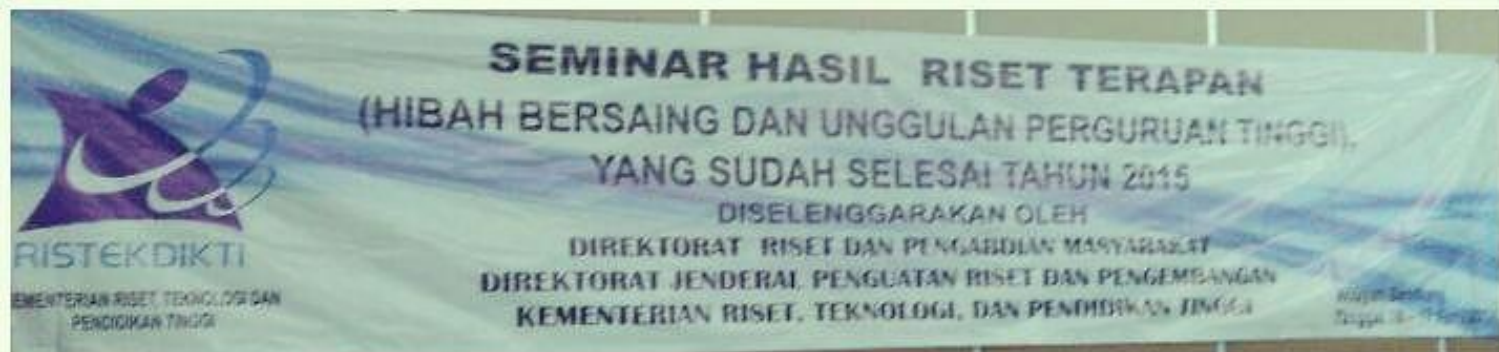 SEMINAR HASIL RISET TERAPAN
(HIBAH BERSAING DAN UNGGULAN PERGURUAN TINGGI),
YANG SUDAH SELESAI TAHUN 2015
DISELENGGARAKAN OLEH
DIREKTORAT RISET DAN PENGABDIAN MASYARAKAT
DIREKTORAT JENDERAL PENGUATAN RISET DAN PENGEMBANGAN
KEMENTERIAN RISET, TEKNOLOGI, DAN PENDIDIKAN TINGGI
RISTEKDIKTI
KEMENTERIAN RISET, TEKNOLOGI DAN
PENDIDIKAN TINGGI